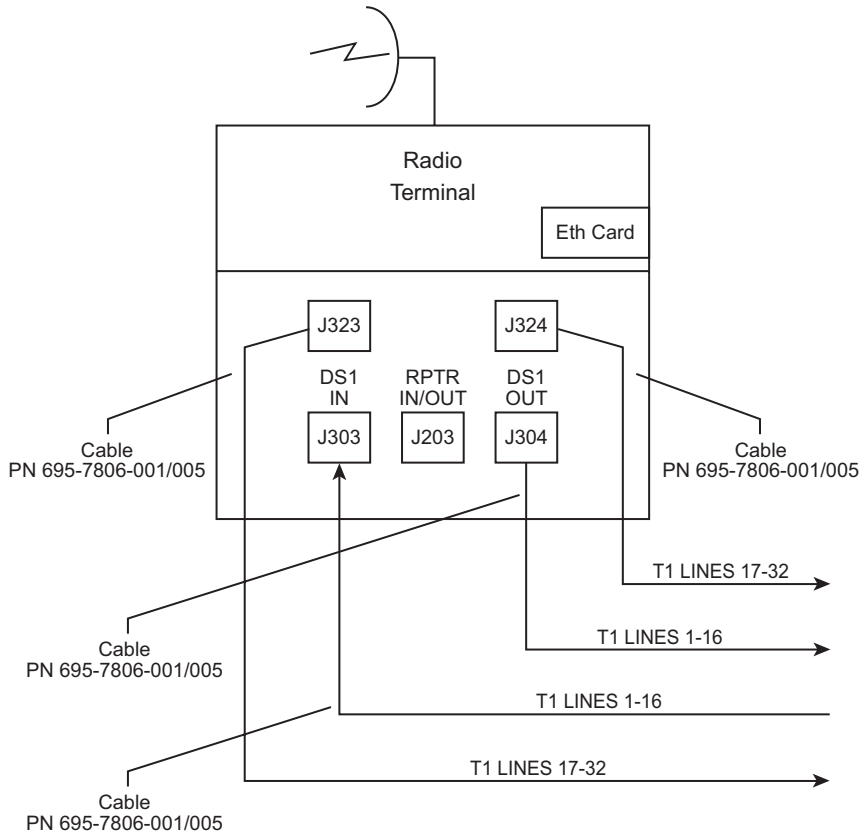 Radio
Terminal
Eth Card
J323
J324
DS1
IN
RPTR
IN/OUT
DS1
OUT
J303
J203
J304
Cable
PN 695-7806-001/005
Cable
PN 695-7806-001/005
T1 LINES 17-32
T1 LINES 1-16
Cable
PN 695-7806-001/005
T1 LINES 1-16
T1 LINES 17-32
Cable
PN 695-7806-001/005